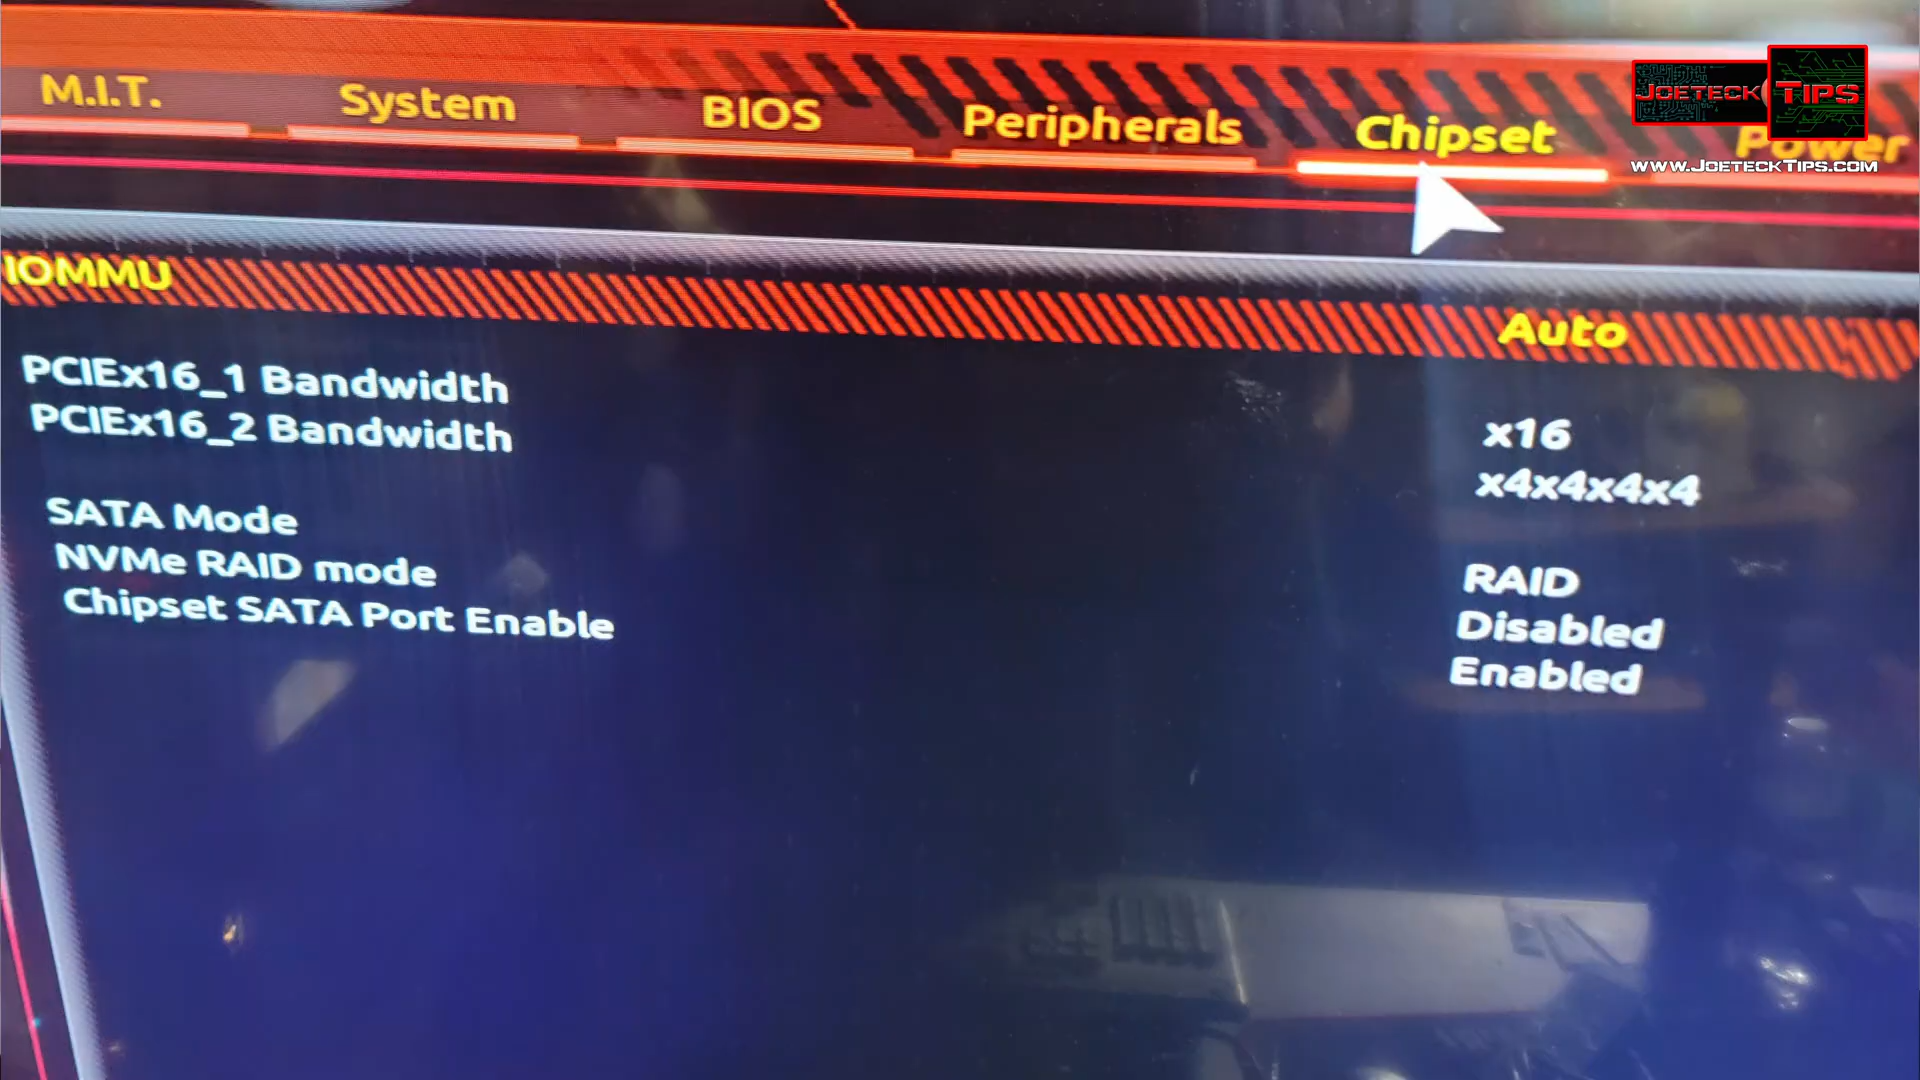 M.I.T. System BIOS Peripherals Chipset Power
JOETECK TIPS
WWW.JOETECKTIPS.COM
IOMMU Auto
PCIEx16_1 Bandwidth x16
PCIEx16_2 Bandwidth x4x4x4x4
SATA Mode RAID
NVMe RAID mode Disabled
Chipset SATA Port Enable Enabled